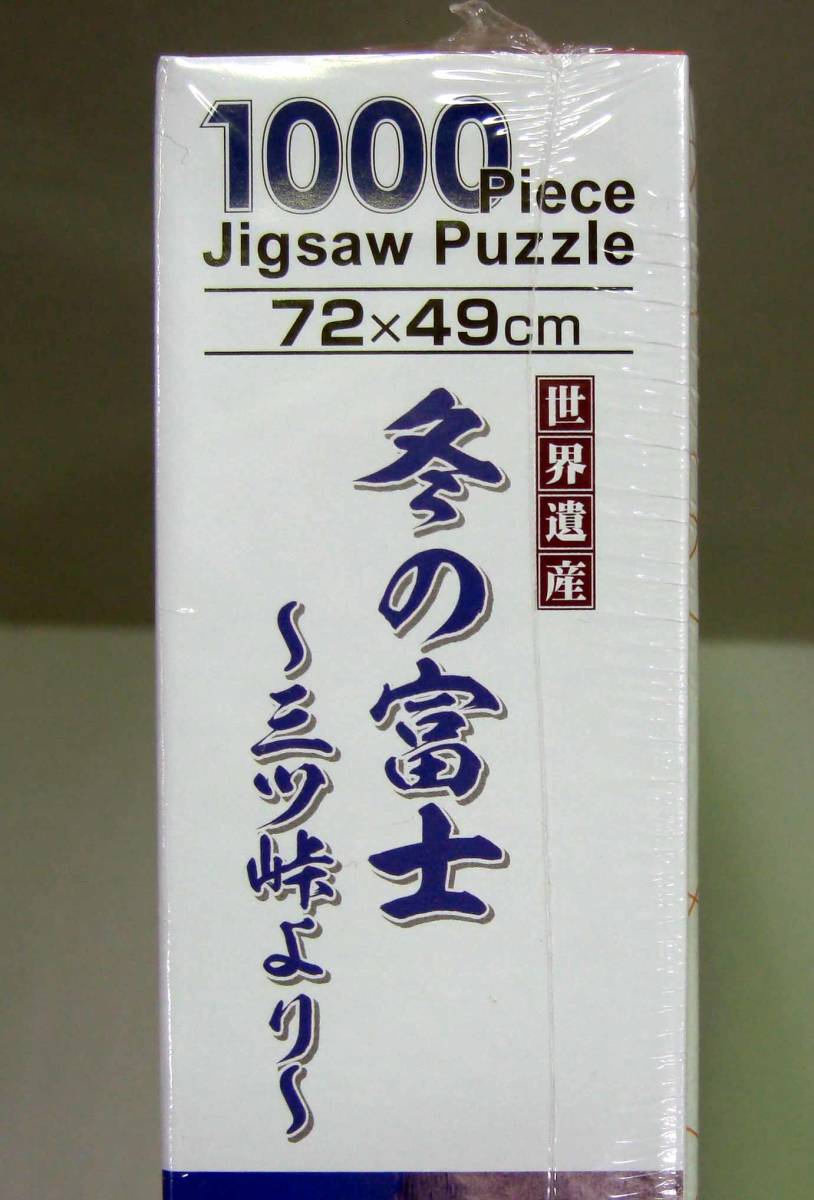 1000 Piece
Jigsaw Puzzle
72×49cm
世界遺産
冬の富士
～三ツ峠より～